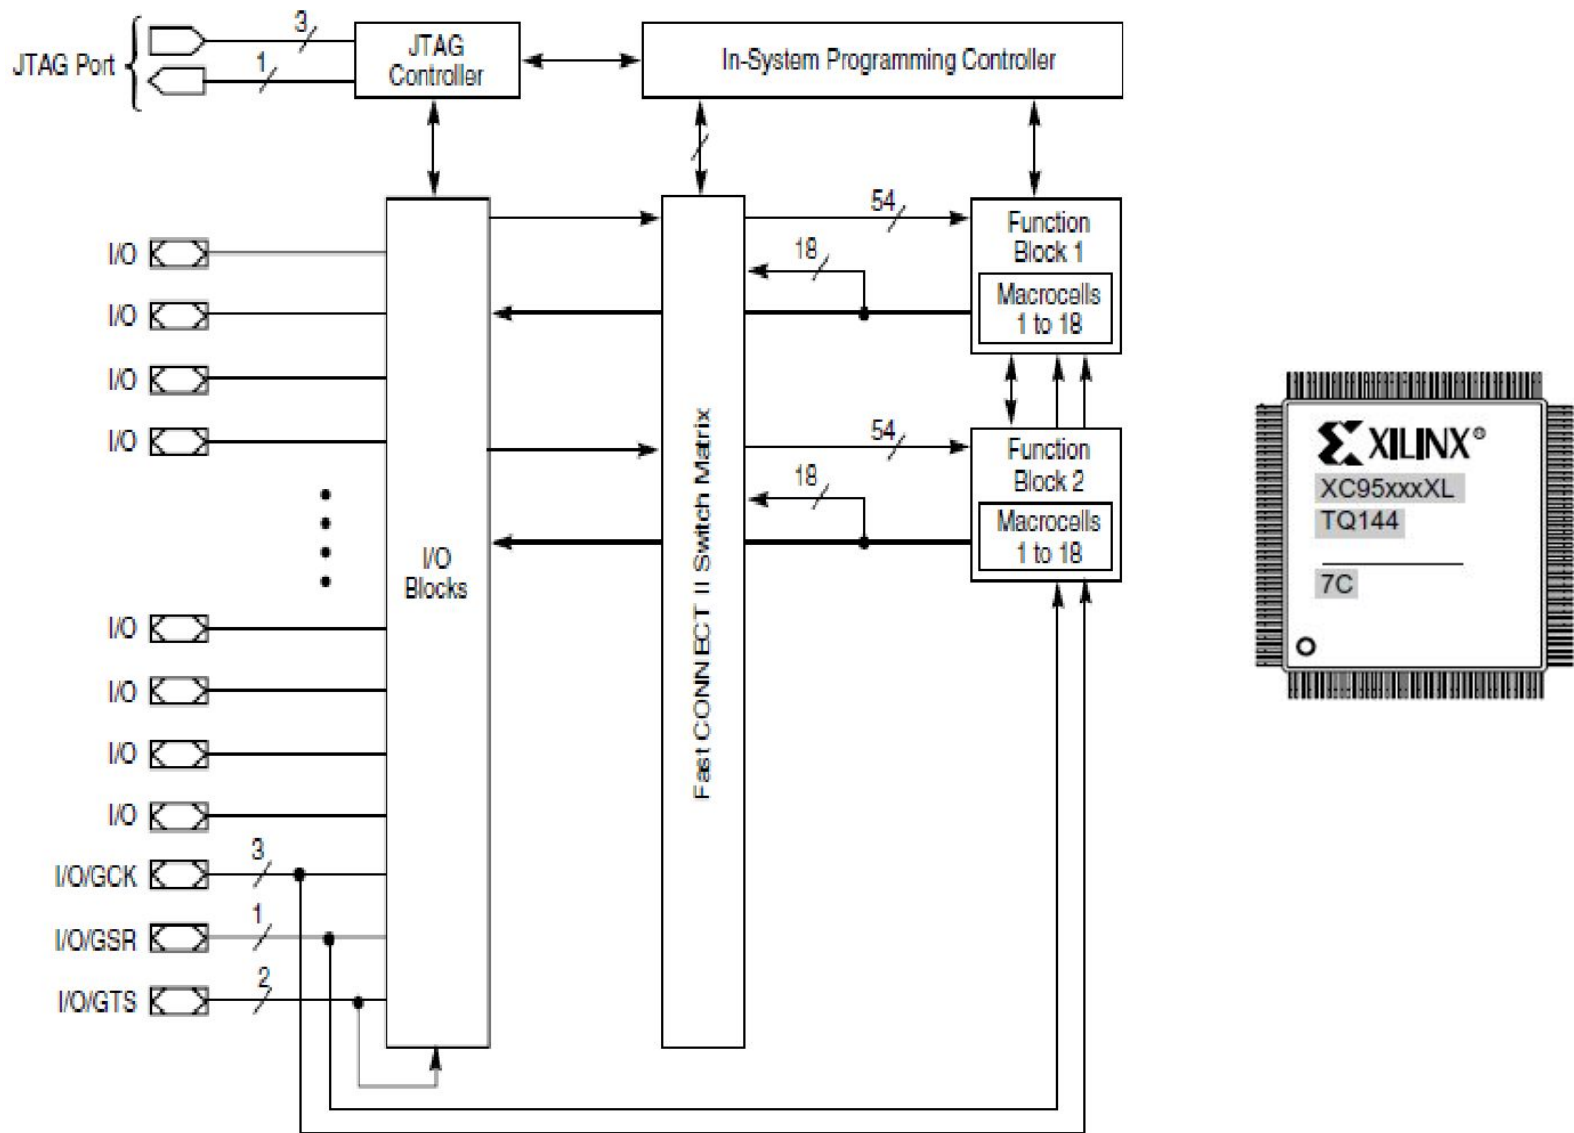 JTAG Port
3
1
JTAG
Controller
In-System Programming Controller
I/O
I/O
I/O
I/O
I/O
I/O
I/O
I/O
I/O/GCK
3
I/O/GSR
1
I/O/GTS
2
I/O
Blocks
Fast CONNECT II Switch Matrix
54
18
Function
Block 1
Macrocells
1 to 18
54
18
Function
Block 2
Macrocells
1 to 18
XILINX®
XC95xxxXL
TQ144
7C